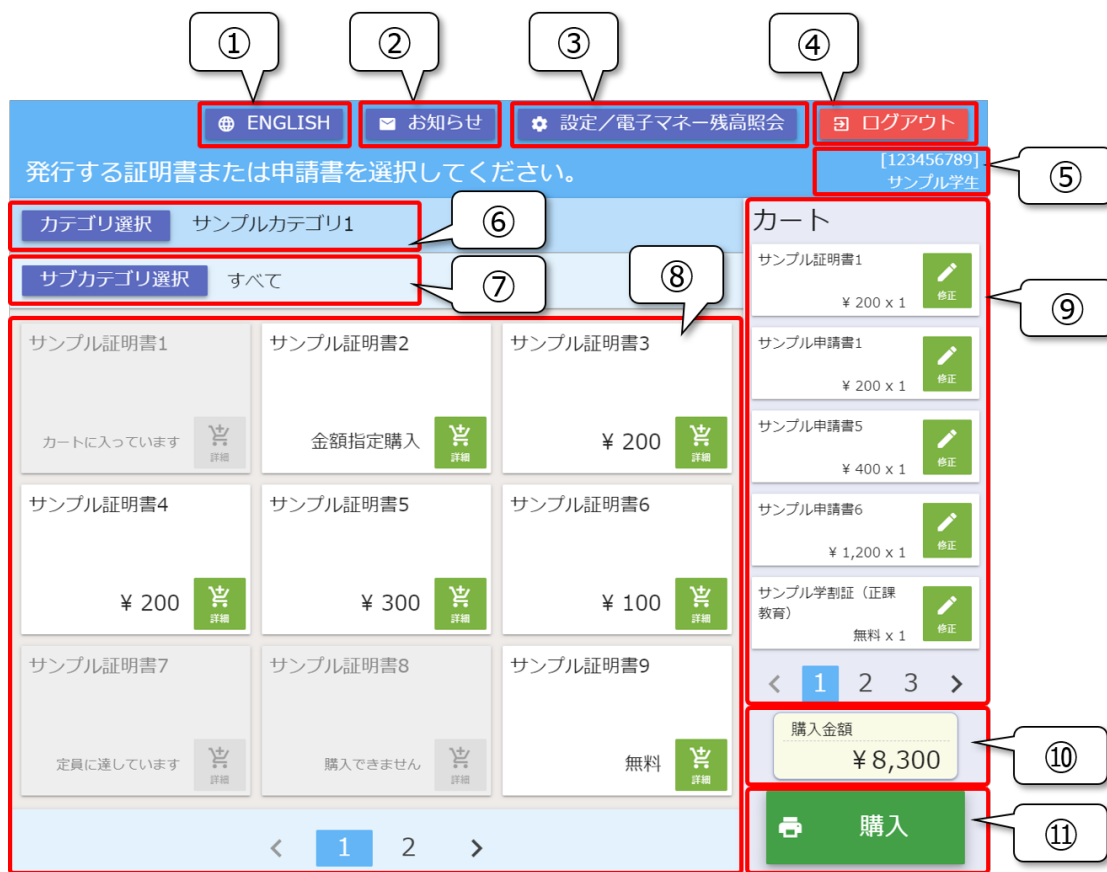 ① ② ③ ④
ENGLISH お知らせ 設定／電子マネー残高照会 ログアウト
発行する証明書または申請書を選択してください。
[123456789]
サンプル学生
⑤
カテゴリ選択 サンプルカテゴリ1
⑥
サブカテゴリ選択 すべて
⑦
⑧
サンプル証明書1
カートに入っています 詳細
サンプル証明書2
金額指定購入 詳細
サンプル証明書3
¥ 200 詳細
サンプル証明書4
¥ 200 詳細
サンプル証明書5
¥ 300 詳細
サンプル証明書6
¥ 100 詳細
サンプル証明書7
定員に達しています 詳細
サンプル証明書8
購入できません 詳細
サンプル証明書9
無料 詳細
< 1 2 >
カート
サンプル証明書1
¥ 200 x 1 修正
サンプル申請書1
¥ 200 x 1 修正
サンプル申請書5
¥ 400 x 1 修正
サンプル申請書6
¥ 1,200 x 1 修正
サンプル学割証（正課
教育）
無料 x 1 修正
< 1 2 3 >
⑨
購入金額
¥8,300
⑩
購入
⑪